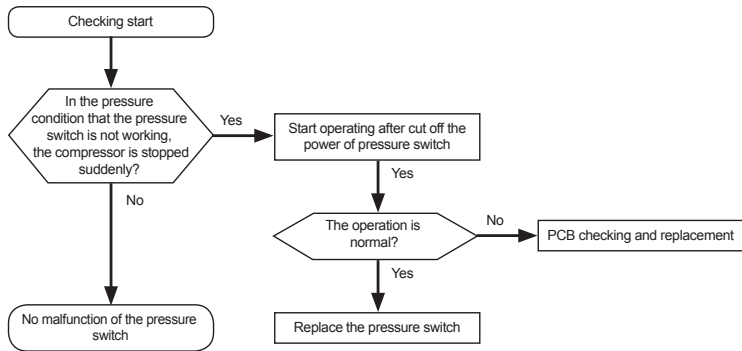 Checking start
In the pressure
condition that the pressure
switch is not working,
the compressor is stopped
suddenly?
Yes
Start operating after cut off the
power of pressure switch
Yes
No
The operation is
normal?
No
PCB checking and replacement
Yes
No malfunction of the pressure
switch
Replace the pressure switch